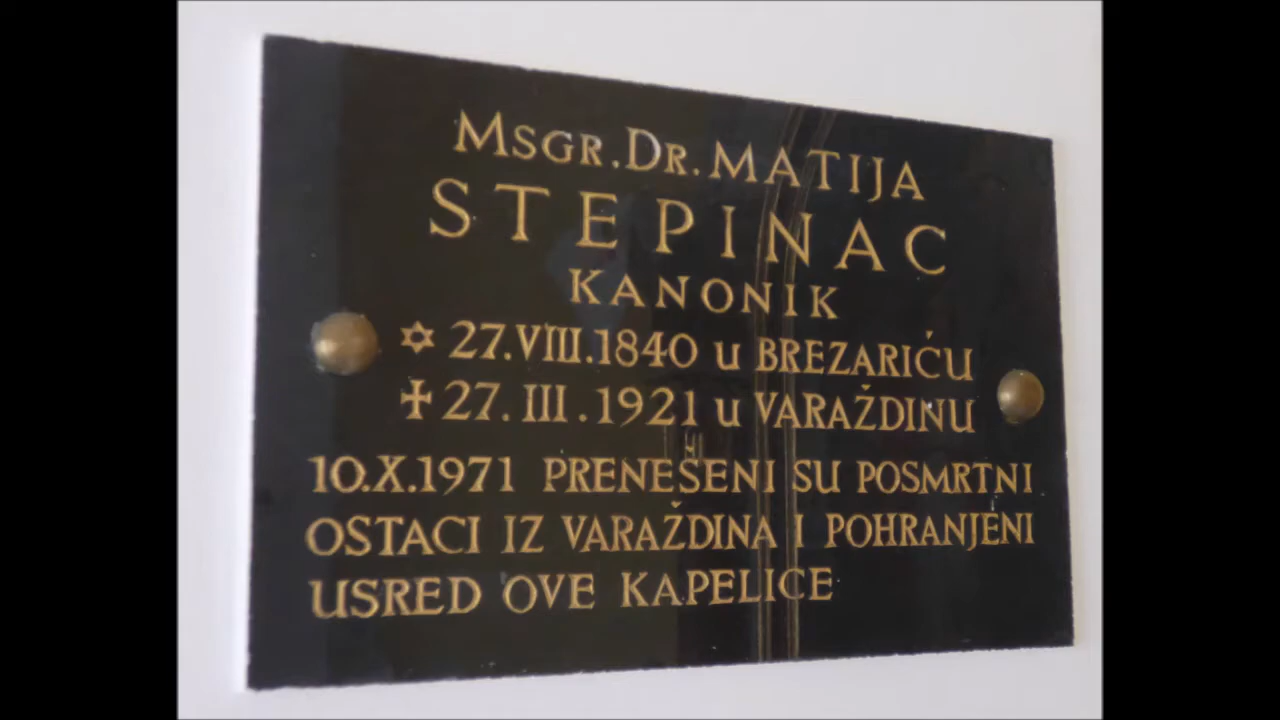 MSGR. DR. MATIJA
STEPINAC
KANONIK
✡ 27.VIII.1840 u BREZARIĆU
✝ 27.III.1921 u VARAŽDINU
10.X.1971 PRENEŠENI SU POSMRTNI
OSTACI IZ VARAŽDINA I POHRANJENI
USRED OVE KAPELICE